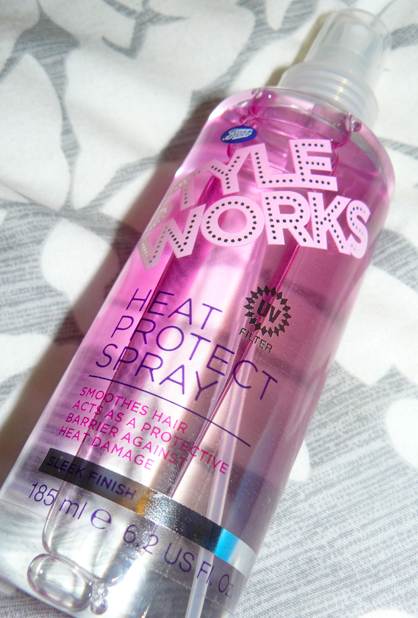 Boots
STYLE
WORKS
UV
FILTER
HEAT
PROTECT
SPRAY
SMOOTHES HAIR
ACTS AS A PROTECTIVE
BARRIER AGAINST
HEAT DAMAGE
SLEEK FINISH
185 ml e 6.2 US Fl. Oz